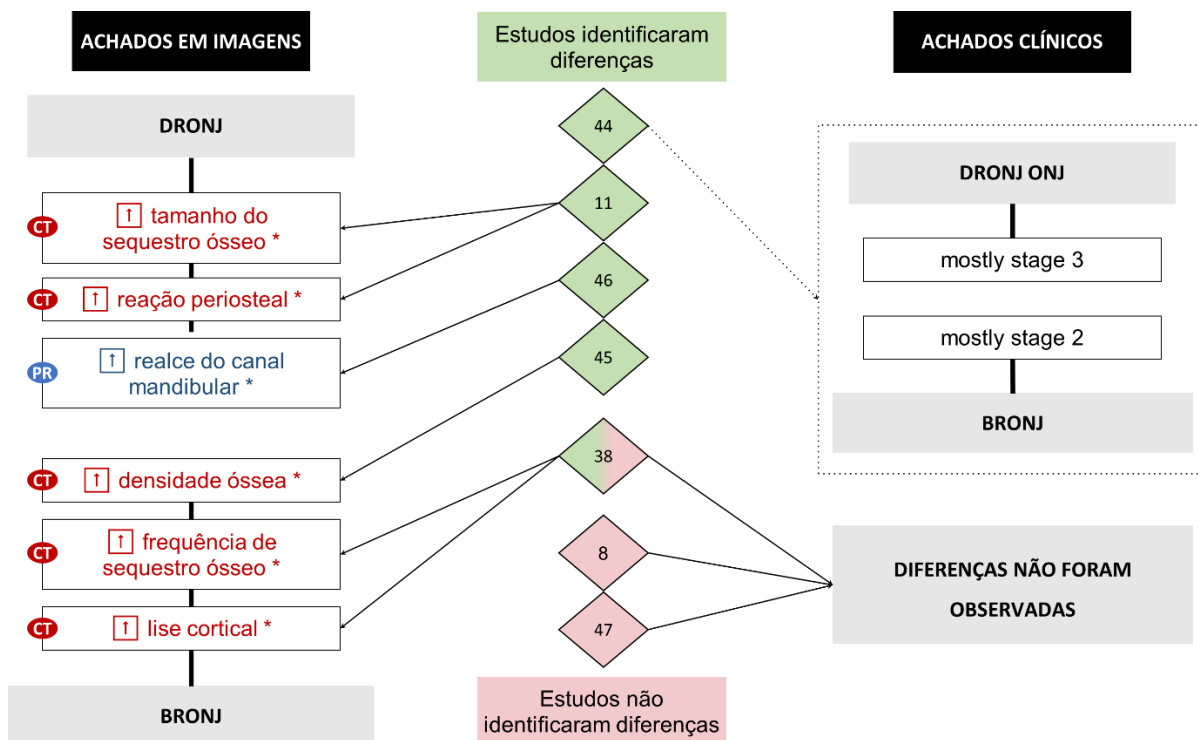 ACHADOS EM IMAGENS
DRONJ
CT
↑ tamanho do
sequestro ósseo *
CT
↑ reação periosteal *
PR
↑ realce do canal
mandibular *
CT
↑ densidade óssea *
CT
↑ frequência de
sequestro ósseo *
CT
↑ lise cortical *
BRONJ
Estudos identificaram
diferenças
44
11
46
45
38
8
47
Estudos não
identificaram diferenças
ACHADOS CLÍNICOS
DRONJ ONJ
mostly stage 3
mostly stage 2
BRONJ
DIFERENÇAS NÃO FORAM
OBSERVADAS